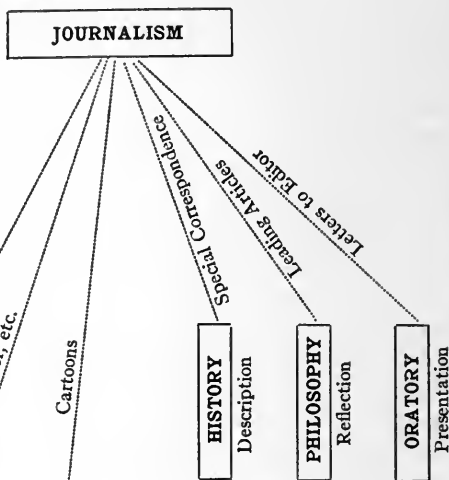 JOURNALISM
Special Correspondence
Leading Articles
Letters to Editor
etc.
Cartoons
HISTORY
Description
PHILOSOPHY
Reflection
ORATORY
Presentation